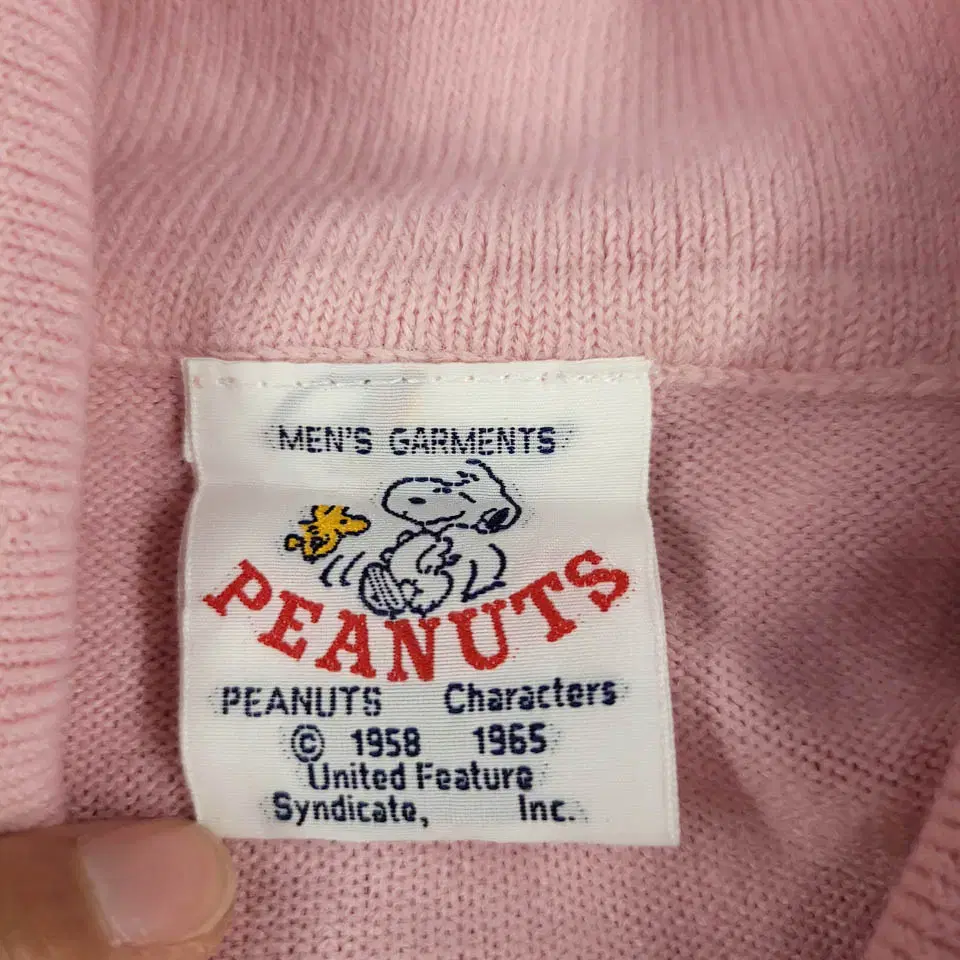 MEN'S GARMENTS
PEANUTS
PEANUTS Characters
© 1958 1965
United Feature
Syndicate, Inc.